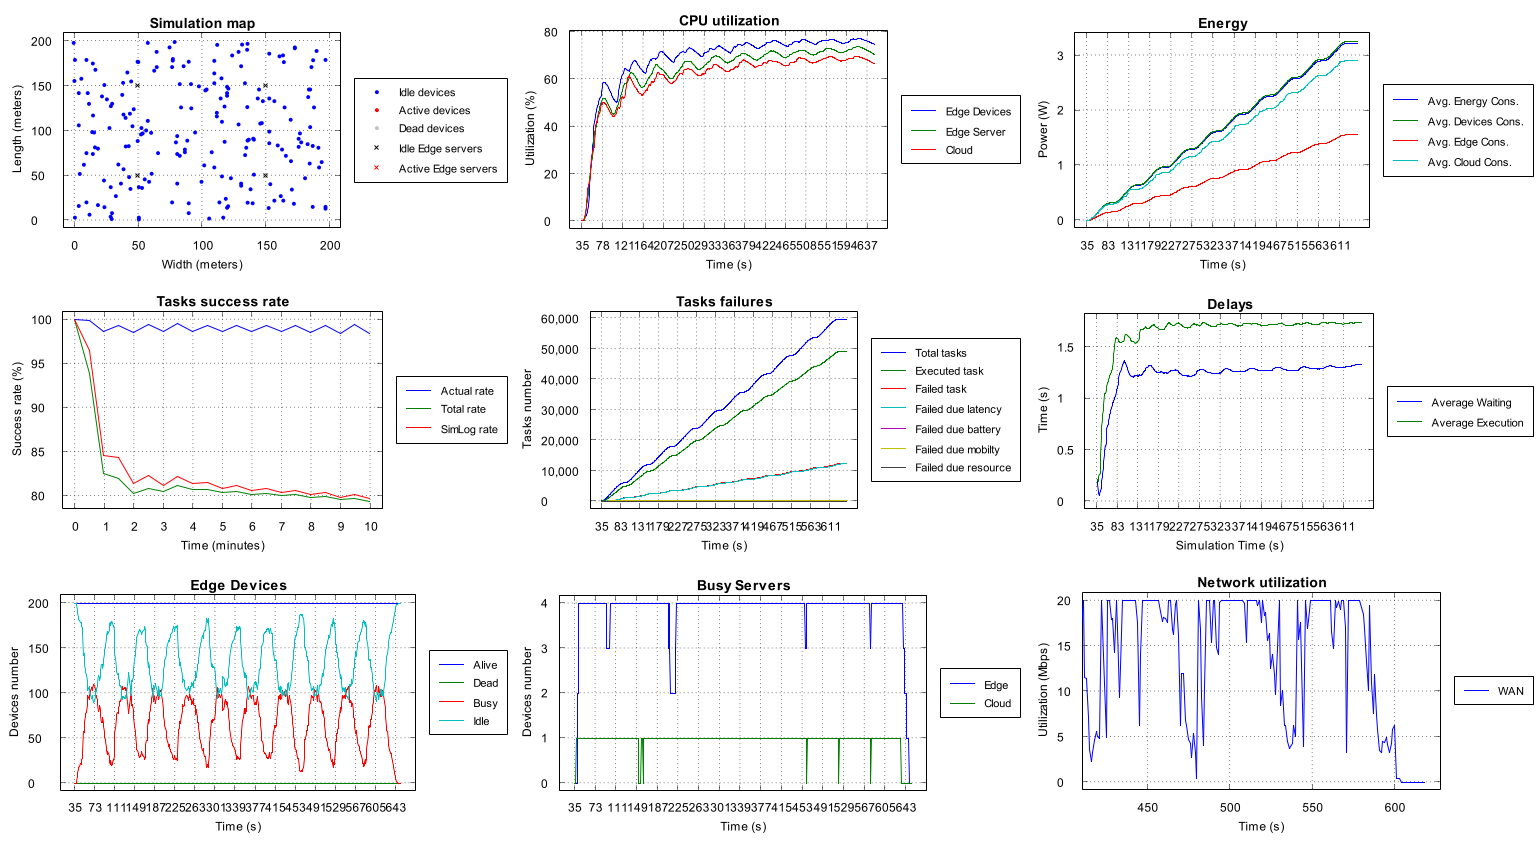 Simulation map
200
150
100
50
0
0 50 100 150 200
Length (meters)
Width (meters)
Idle devices
Active devices
Dead devices
Idle Edge servers
Active Edge servers
CPU utilization
80
60
40
20
0
Utilization (%)
Time (s)
Edge Devices
Edge Server
Cloud
Energy
3
2
1
0
Power (W)
Time (s)
Avg. Energy Cons.
Avg. Devices Cons.
Avg. Edge Cons.
Avg. Cloud Cons.
Tasks success rate
100
95
90
85
80
0 1 2 3 4 5 6 7 8 9 10
Success rate (%)
Time (minutes)
Actual rate
Total rate
SimLog rate
Tasks failures
60,000
50,000
40,000
30,000
20,000
10,000
0
Tasks number
Time (s)
Total tasks
Executed task
Failed task
Failed due latency
Failed due battery
Failed due mobilty
Failed due resource
Delays
1.5
1
0.5
0
Time (s)
Simulation Time (s)
Average Waiting
Average Execution
Edge Devices
200
150
100
50
0
Devices number
Time (s)
Alive
Dead
Busy
Idle
Busy Servers
4
3
2
1
0
Devices number
Time (s)
Edge
Cloud
Network utilization
20
15
10
5
0
450 500 550 600
Utilization (Mbps)
Time (s)
WAN